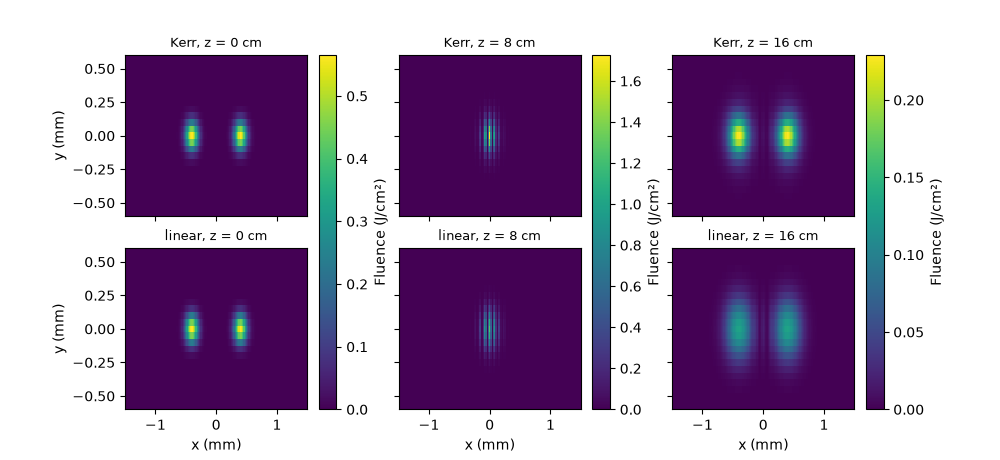 Kerr, z = 0 cm
Kerr, z = 8 cm
Kerr, z = 16 cm
y (mm)
0.50
0.25
0.00
−0.25
−0.50
linear, z = 0 cm
linear, z = 8 cm
linear, z = 16 cm
y (mm)
0.50
0.25
0.00
−0.25
−0.50
−1
0
1
x (mm)
−1
0
1
x (mm)
−1
0
1
x (mm)
0.5
0.4
0.3
0.2
0.1
0.0
Fluence (J/cm²)
1.6
1.4
1.2
1.0
0.8
0.6
0.4
0.2
0.0
Fluence (J/cm²)
0.20
0.15
0.10
0.05
0.00
Fluence (J/cm²)